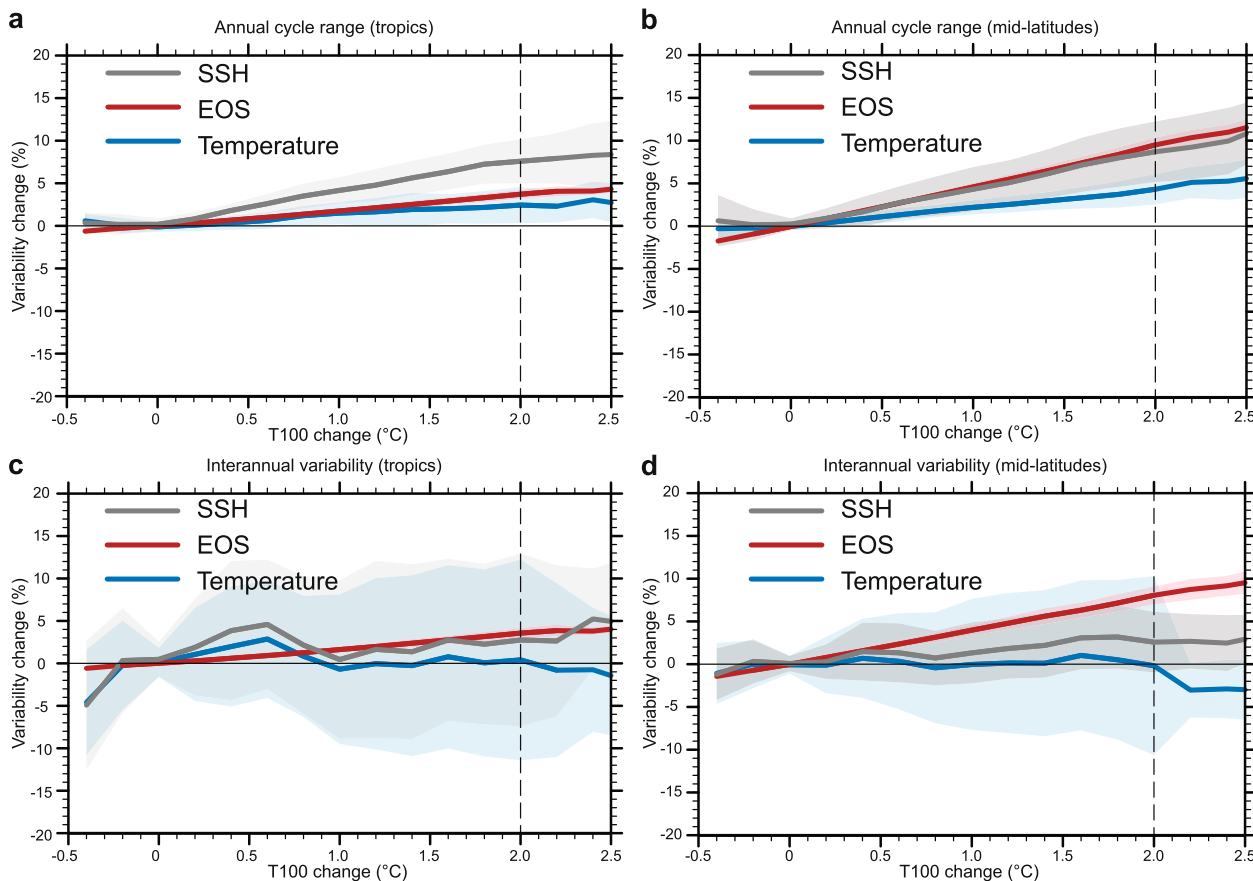 a
Annual cycle range (tropics)
20
15
10
5
0
-5
-10
-15
-20
Variability change (%)
SSH
EOS
Temperature
-0.5 0 0.5 1.0 1.5 2.0 2.5
T100 change (°C)
b
Annual cycle range (mid-latitudes)
20
15
10
5
0
-5
-10
-15
-20
Variability change (%)
SSH
EOS
Temperature
-0.5 0 0.5 1.0 1.5 2.0 2.5
T100 change (°C)
c
Interannual variability (tropics)
20
15
10
5
0
-5
-10
-15
-20
Variability change (%)
SSH
EOS
Temperature
-0.5 0 0.5 1.0 1.5 2.0 2.5
T100 change (°C)
d
Interannual variability (mid-latitudes)
20
15
10
5
0
-5
-10
-15
-20
Variability change (%)
SSH
EOS
Temperature
-0.5 0 0.5 1.0 1.5 2.0 2.5
T100 change (°C)